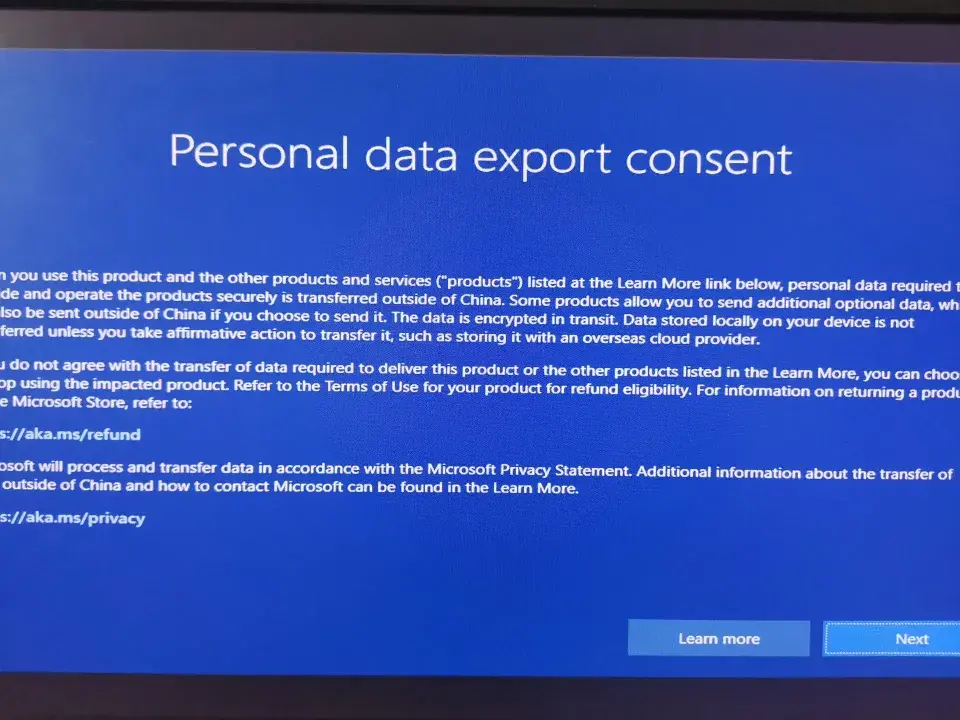 Personal data export consent
n you use this product and the other products and services ("products") listed at the Learn More link below, personal data required t
ide and operate the products securely is transferred outside of China. Some products allow you to send additional optional data, wh
lso be sent outside of China if you choose to send it. The data is encrypted in transit. Data stored locally on your device is not
ferred unless you take affirmative action to transfer it, such as storing it with an overseas cloud provider.
u do not agree with the transfer of data required to deliver this product or the other products listed in the Learn More, you can choo
op using the impacted product. Refer to the Terms of Use for your product for refund eligibility. For information on returning a produ
e Microsoft Store, refer to:
s://aka.ms/refund
osoft will process and transfer data in accordance with the Microsoft Privacy Statement. Additional information about the transfer of
outside of China and how to contact Microsoft can be found in the Learn More.
s://aka.ms/privacy
Learn more
Next